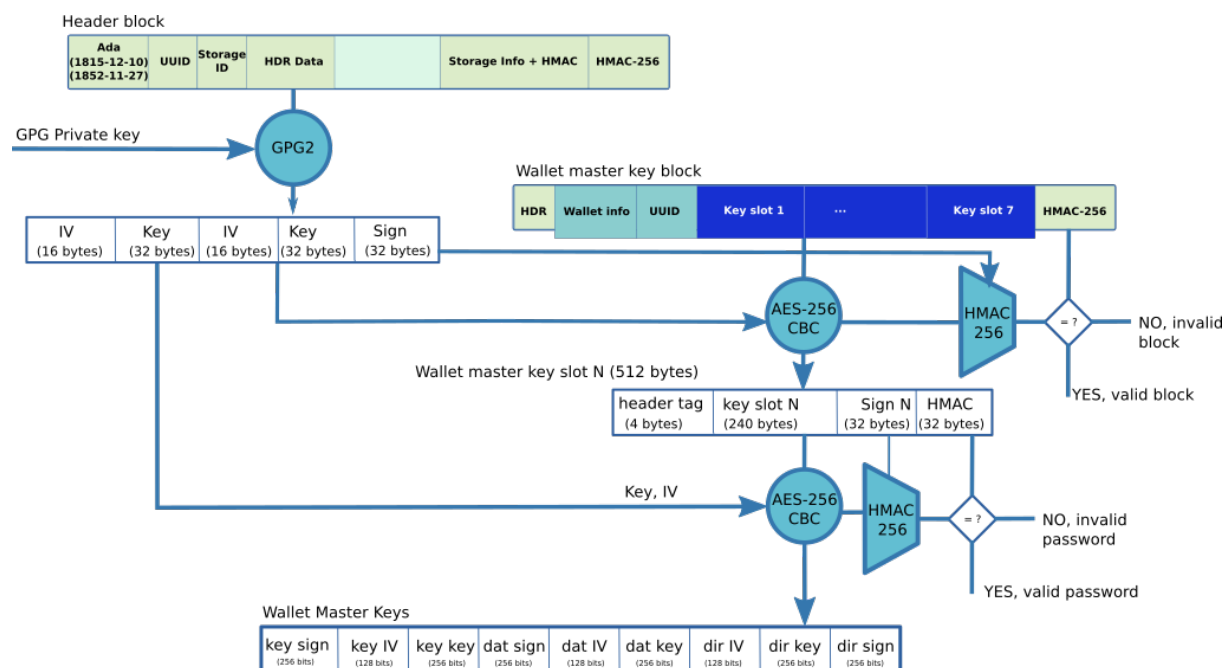 Header block
Ada
(1815-12-10)
(1852-11-27)
UUID
Storage
ID
HDR Data
Storage Info + HMAC
HMAC-256
GPG Private key
GPG2
Wallet master key block
HDR
Wallet info
UUID
Key slot 1
...
Key slot 7
HMAC-256
IV
(16 bytes)
Key
(32 bytes)
IV
(16 bytes)
Key
(32 bytes)
Sign
(32 bytes)
AES-256
CBC
HMAC
256
= ?
NO, invalid
block
YES, valid block
Wallet master key slot N (512 bytes)
header tag
(4 bytes)
key slot N
(240 bytes)
Sign N
(32 bytes)
HMAC
(32 bytes)
Key, IV
AES-256
CBC
HMAC
256
= ?
NO, invalid
password
YES, valid password
Wallet Master Keys
key sign
(256 bits)
key IV
(128 bits)
key key
(256 bits)
dat sign
(256 bits)
dat IV
(128 bits)
dat key
(256 bits)
dir IV
(128 bits)
dir key
(256 bits)
dir sign
(256 bits)